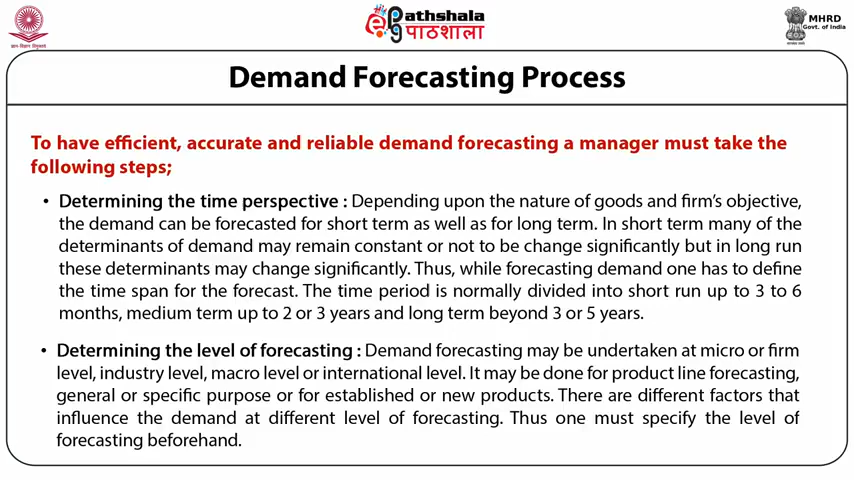 Pathshala
पाठशाला
MHRD
Govt. of India
Demand Forecasting Process
To have efficient, accurate and reliable demand forecasting a manager must take the
following steps;
• Determining the time perspective : Depending upon the nature of goods and firm's objective,
the demand can be forecasted for short term as well as for long term. In short term many of the
determinants of demand may remain constant or not to be change significantly but in long run
these determinants may change significantly. Thus, while forecasting demand one has to define
the time span for the forecast. The time period is normally divided into short run up to 3 to 6
months, medium term up to 2 or 3 years and long term beyond 3 or 5 years.
• Determining the level of forecasting : Demand forecasting may be undertaken at micro or firm
level, industry level, macro level or international level. It may be done for product line forecasting,
general or specific purpose or for established or new products. There are different factors that
influence the demand at different level of forecasting. Thus one must specify the level of
forecasting beforehand.